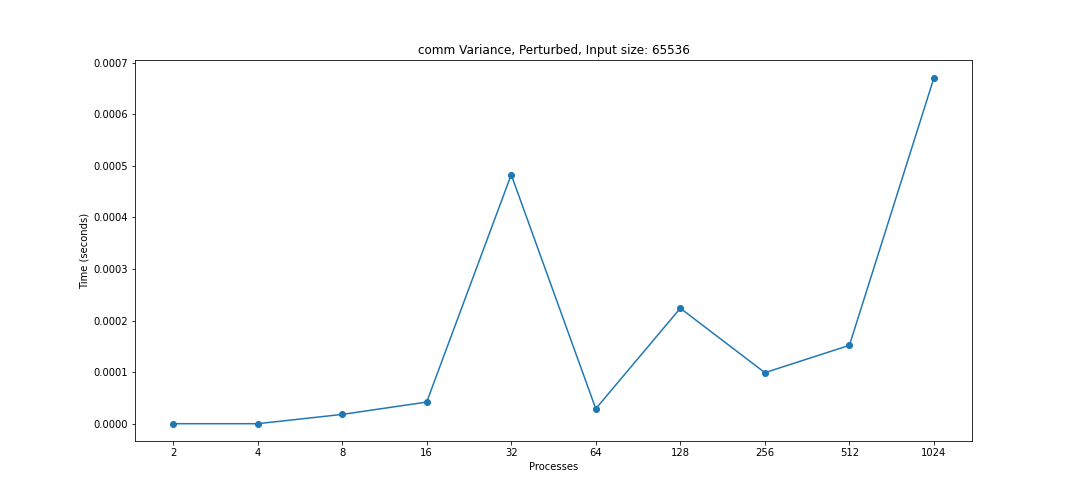 comm Variance, Perturbed, Input size: 65536
0.0007
0.0006
0.0005
0.0004
0.0003
0.0002
0.0001
0.0000
Time (seconds)
2 4 8 16 32 64 128 256 512 1024
Processes